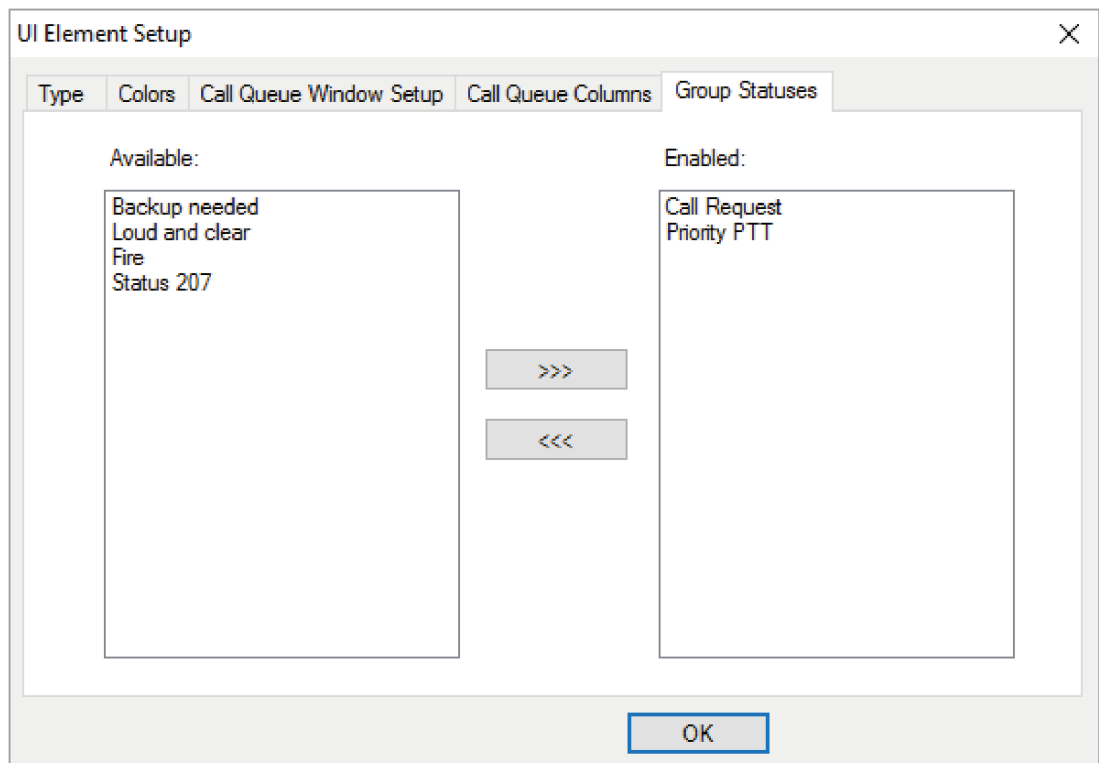 UI Element Setup
Type Colors Call Queue Window Setup Call Queue Columns Group Statuses
Available:
Backup needed
Loud and clear
Fire
Status 207
>>>
<<<
Enabled:
Call Request
Priority PTT
OK